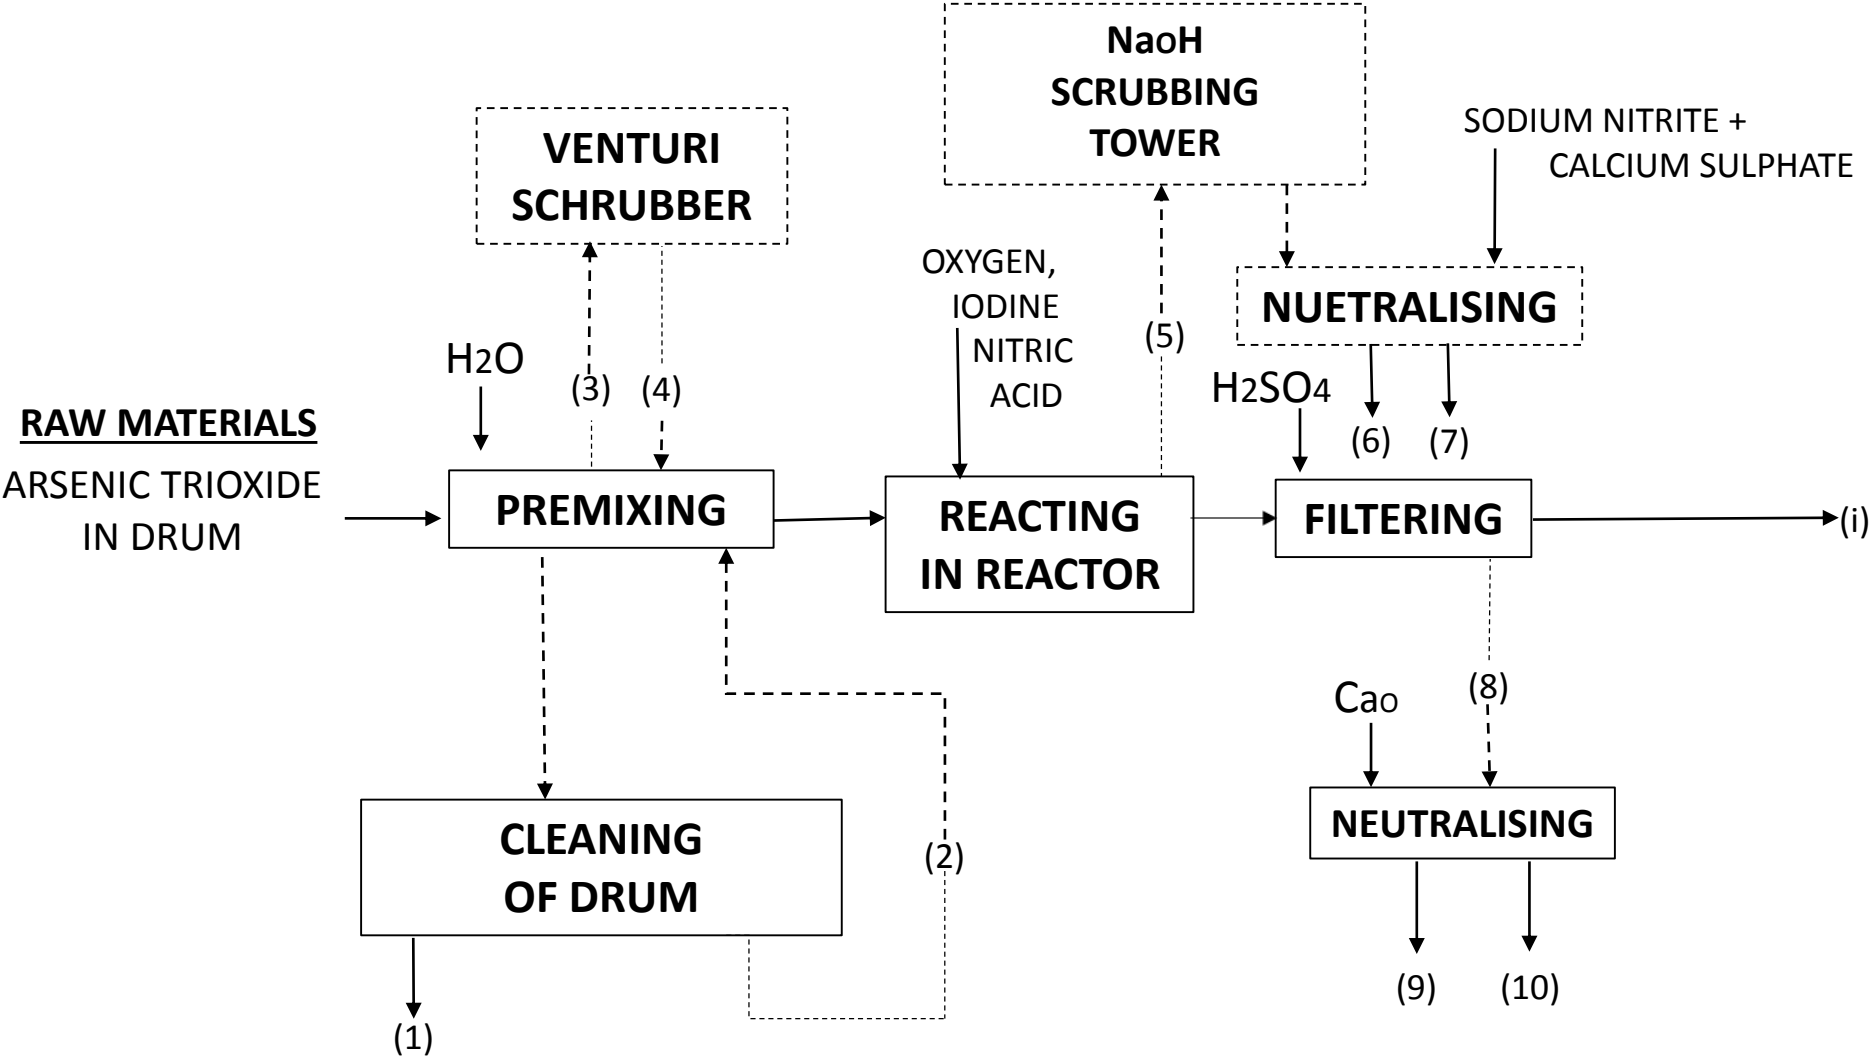 NaoH
SCRUBBING
TOWER
SODIUM NITRITE +
CALCIUM SULPHATE
VENTURI
SCHRUBBER
OXYGEN,
IODINE
NITRIC
ACID
NUETRALISING
(5)
H2O
(3)
(4)
H2SO4
(6)
(7)
RAW MATERIALS
ARSENIC TRIOXIDE
IN DRUM
PREMIXING
REACTING
IN REACTOR
FILTERING
(i)
Cao
(8)
NEUTRALISING
CLEANING
OF DRUM
(2)
(9)
(10)
(1)